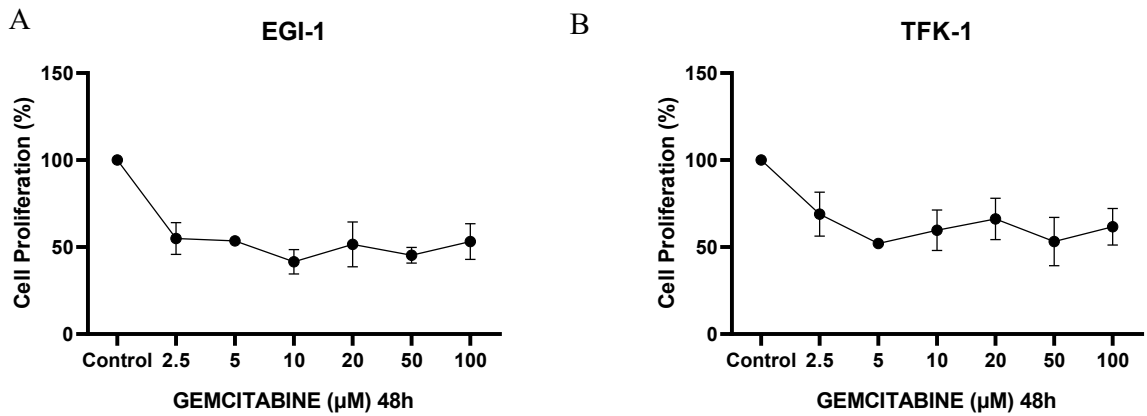 A
EGI-1
Cell Proliferation (%)
150
100
50
0
Control 2.5 5 10 20 50 100
GEMCITABINE (µM) 48h
B
TFK-1
Cell Proliferation (%)
150
100
50
0
Control 2.5 5 10 20 50 100
GEMCITABINE (µM) 48h